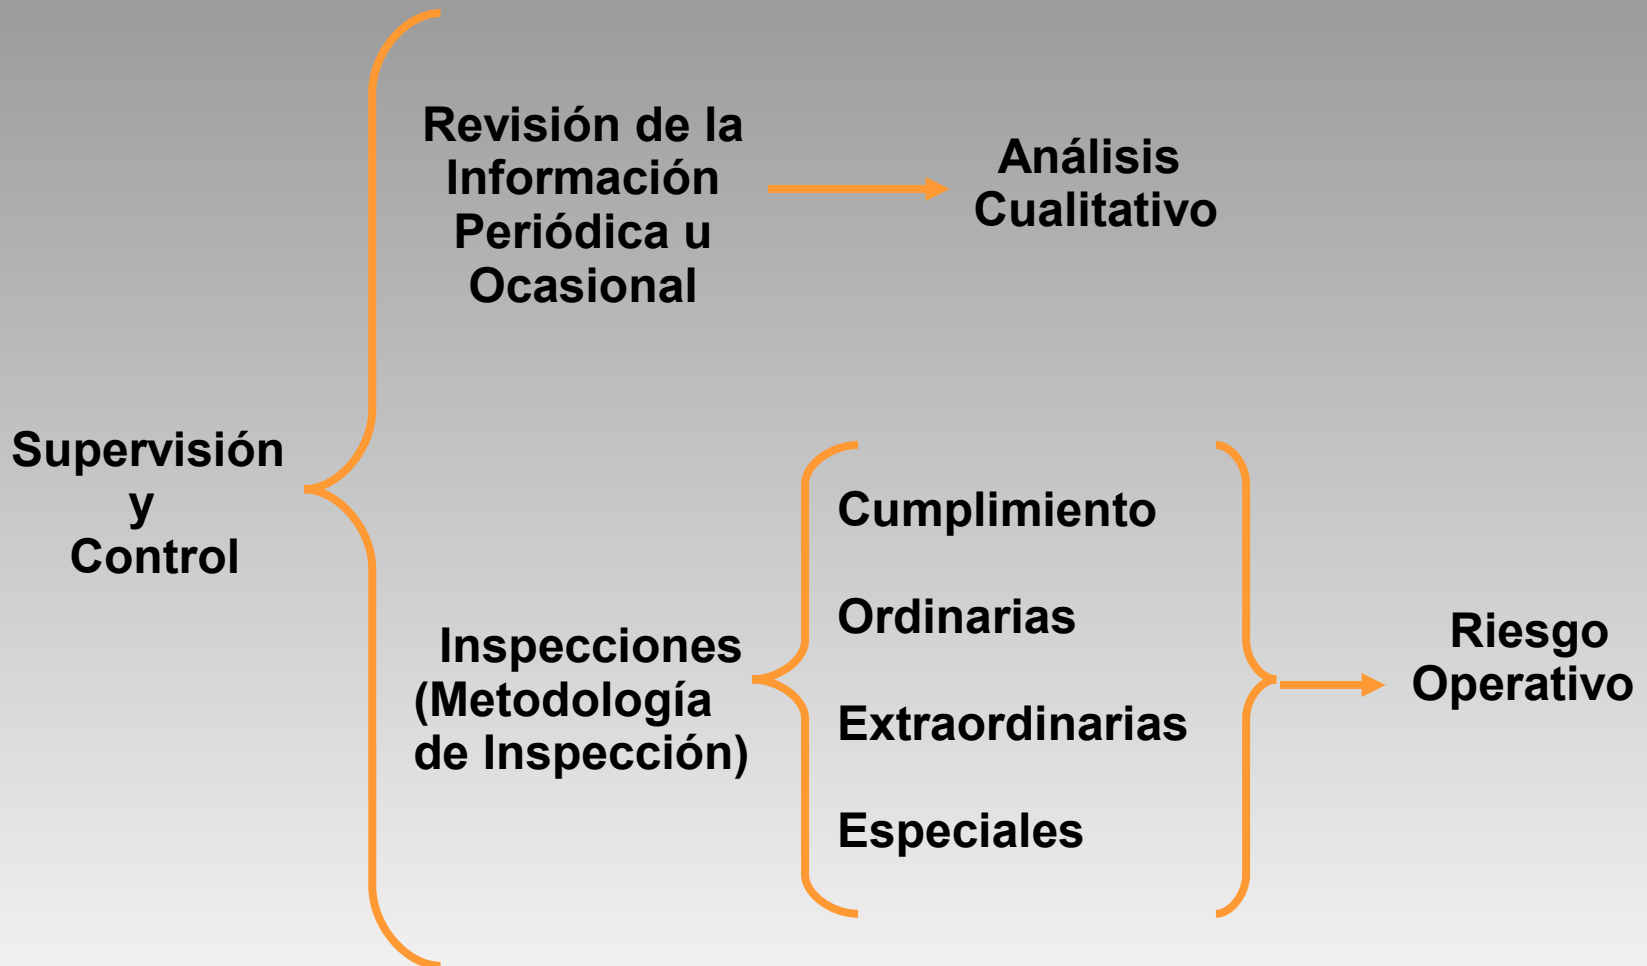 Revisión de la
Información
Periódica u
Ocasional
Análisis
Cualitativo
Supervisión
y
Control
Inspecciones
(Metodología
de Inspección)
Cumplimiento
Ordinarias
Extraordinarias
Especiales
Riesgo
Operativo